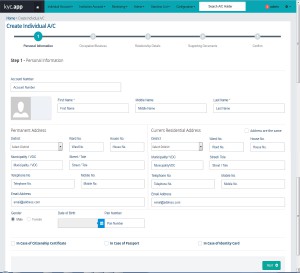 kyc.app
Search A/C Holder
Home > Create Individual A/C
Create Individual A/C
1
Personal Information
Relationship Details
Supporting Documents
Confirm
Step 1 - Personal Information
Account Number
Account Number
First Name *
Middle Name
Last Name *
First Name
Middle Name
Last Name
Permanent Address
Current Residential Address
Address are the same
District
Ward No.
House No.
District
Ward No.
House No.
Select District
Ward No.
House No.
Select District
Ward No.
House No.
Municipality / VDC
Street / Tole
Municipality/ VDC
Street/ Tole
Municipality / VDC
Street / Tole
Municipality / VDC
Street / Tole
Telephone No.
Mobile No.
Telephone No.
Mobile No.
Telephone No.
Mobile No.
Telephone No.
Mobile No.
Email Address
Email Address
email@address.com
email@address.com
Gender
Date of Birth
Pan Number
Male
Female
Pan Number
In Case of Citizenship Certificate
In Case of Passport
In Case of Identity Card
Next